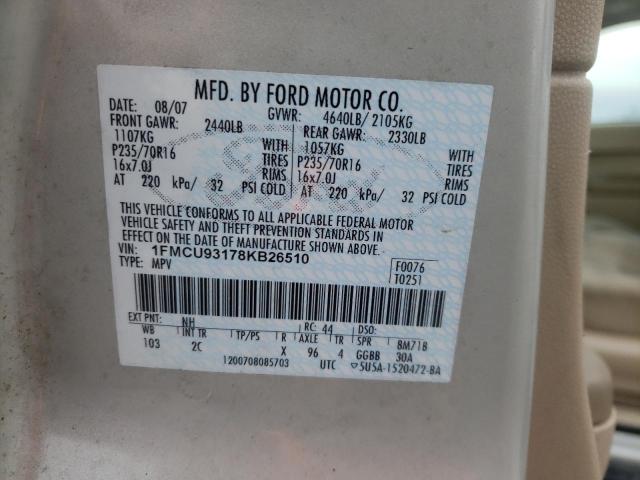 MFD. BY FORD MOTOR CO.
DATE: 08/07 GVWR: 4640LB/ 2105KG
FRONT GAWR: 2440LB REAR GAWR: 2330LB
1107KG WITH 1057KG WITH
P235/70R16 TIRES P235/70R16 TIRES
16x7.0J RIMS 16x7.0J RIMS
AT 220 kPa/ 32 PSI COLD AT 220 kPa/ 32 PSI COLD
THIS VEHICLE CONFORMS TO ALL APPLICABLE FEDERAL MOTOR
VEHICLE SAFETY AND THEFT PREVENTION STANDARDS IN
EFFECT ON THE DATE OF MANUFACTURE SHOWN ABOVE.
VIN: 1FMCU93178KB26510 F0076
TYPE: MPV T0251
EXT PNT: NH RC: 44 DSO:
WB INT TR TP/PS R AXLE TR SPR BM71B
103 2C X 96 4 GGBB 30A
1200708085703 UTC 5U5A-1520472-BA